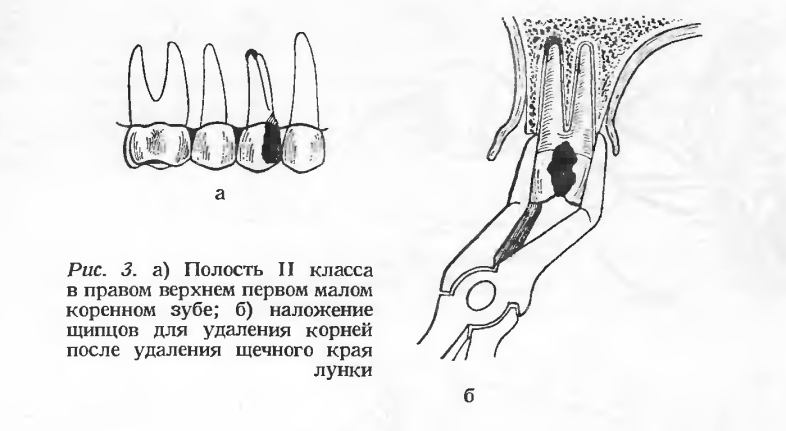 а
Рис. 3. а) Полость II класса
в правом верхнем первом малом
коренном зубе; б) наложение
щипцов для удаления корней
после удаления щечного края
лунки
б